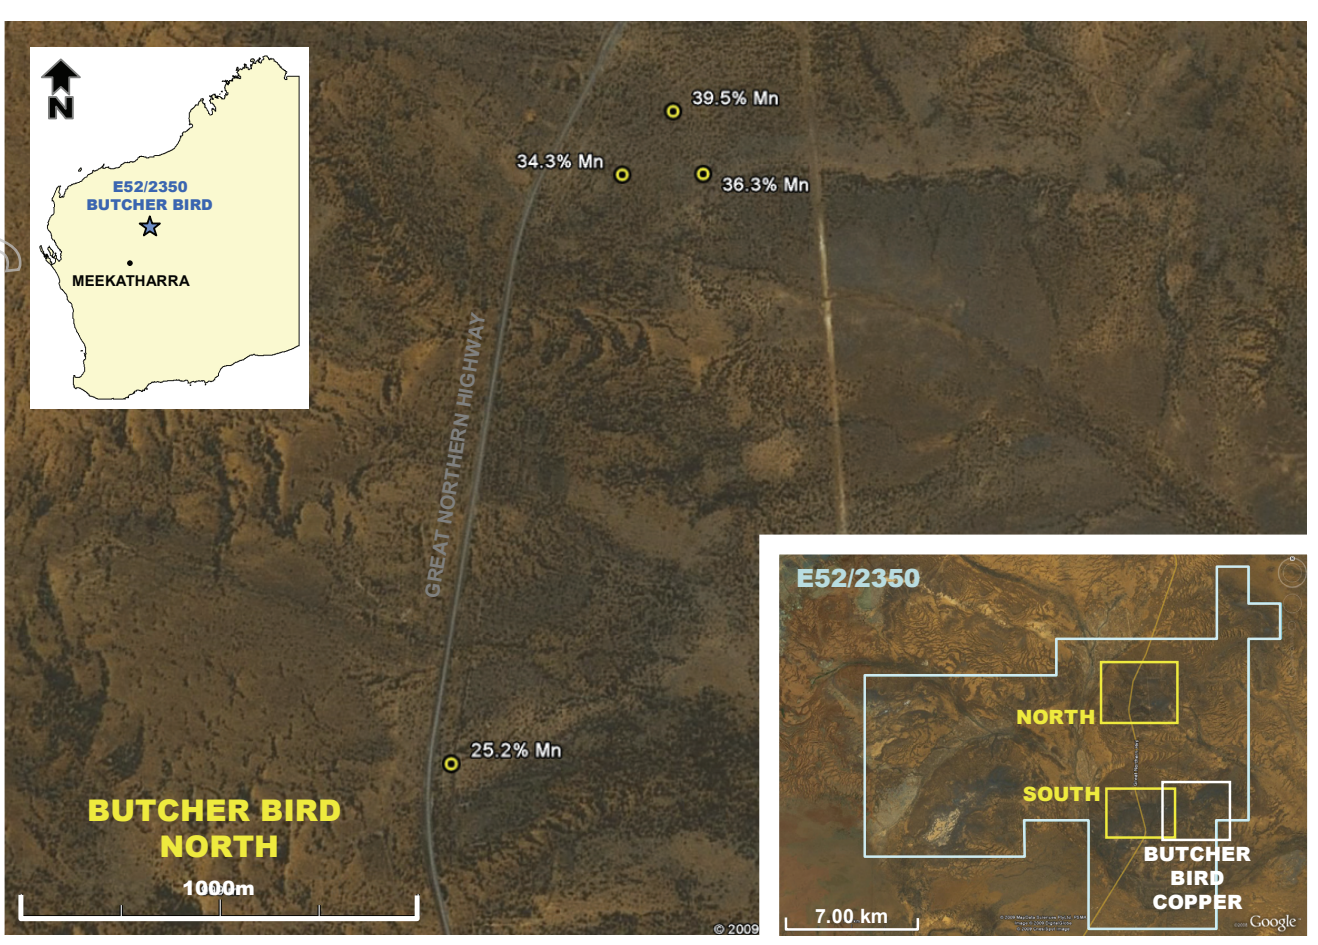 N
E52/2350
BUTCHER BIRD
MEEKATHARRA
39.5% Mn
34.3% Mn
36.3% Mn
GREAT NORTHERN HIGHWAY
25.2% Mn
BUTCHER BIRD
NORTH
1000m
© 2009
E52/2350
NORTH
SOUTH
BUTCHER
BIRD
COPPER
7.00 km
Google